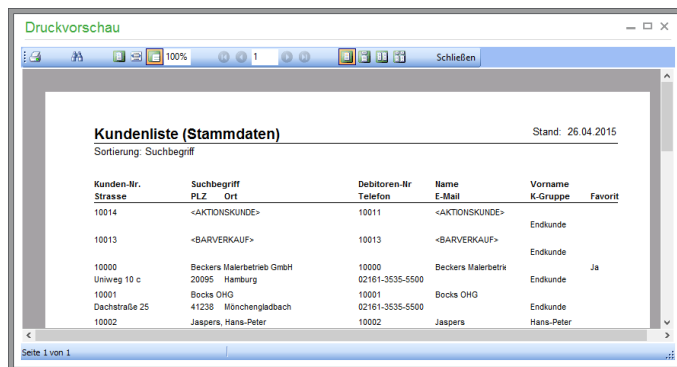 Druckvorschau
100% 1 Schließen
Kundenliste (Stammdaten) Stand: 26.04.2015
Sortierung: Suchbegriff
Kunden-Nr. Suchbegriff Debitoren-Nr Name Vorname
Strasse PLZ Ort Telefon E-Mail K-Gruppe Favorit
10014 <AKTIONSKUNDE> 10011 <AKTIONSKUNDE>
Endkunde
10013 <BARVERKAUF> 10013 <BARVERKAUF>
Endkunde
10000 Beckers Malerbetrieb GmbH 10000 Beckers Malerbetrie Ja
Uniweg 10 c 20095 Hamburg 02161-3535-5500 Endkunde
10001 Bocks OHG 10001 Bocks OHG
Dachstraße 25 41238 Mönchengladbach 02161-3535-5500 Endkunde
10002 Jaspers, Hans-Peter 10002 Jaspers Hans-Peter
Seite 1 von 1